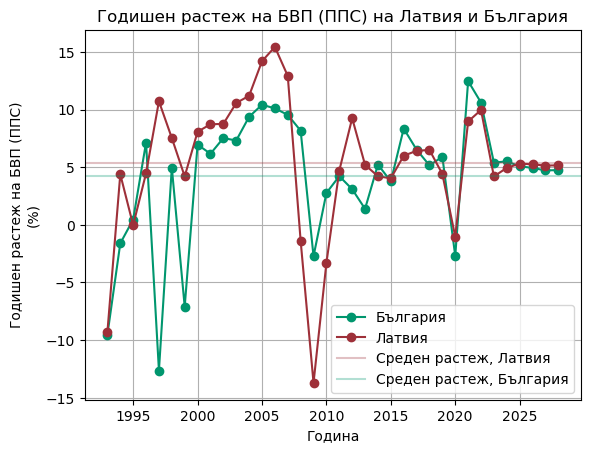 Годишен растеж на БВП (ППС) на Латвия и България
Годишен растеж на БВП (ППС)
(%)
15
10
5
0
−5
−10
−15
1995
2000
2005
2010
2015
2020
2025
Година
България
Латвия
Среден растеж, Латвия
Среден растеж, България